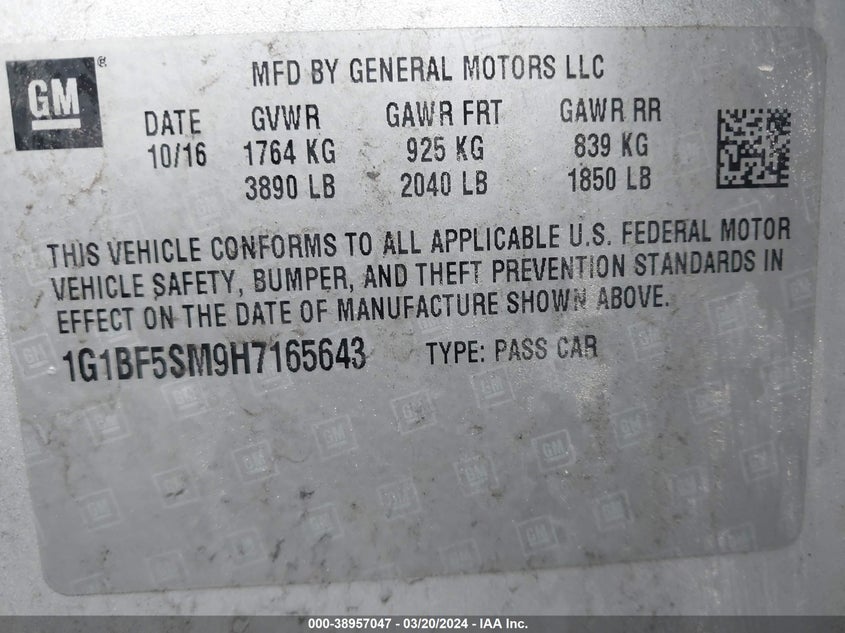 GM®
MFD BY GENERAL MOTORS LLC
DATE GVWR GAWR FRT GAWR RR
10/16 1764 KG 925 KG 839 KG
3890 LB 2040 LB 1850 LB
THIS VEHICLE CONFORMS TO ALL APPLICABLE U.S. FEDERAL MOTOR
VEHICLE SAFETY, BUMPER, AND THEFT PREVENTION STANDARDS IN
EFFECT ON THE DATE OF MANUFACTURE SHOWN ABOVE.
1G1BF5SM9H7165643 TYPE: PASS CAR
000-38957047 - 03/20/2024 - IAA Inc.